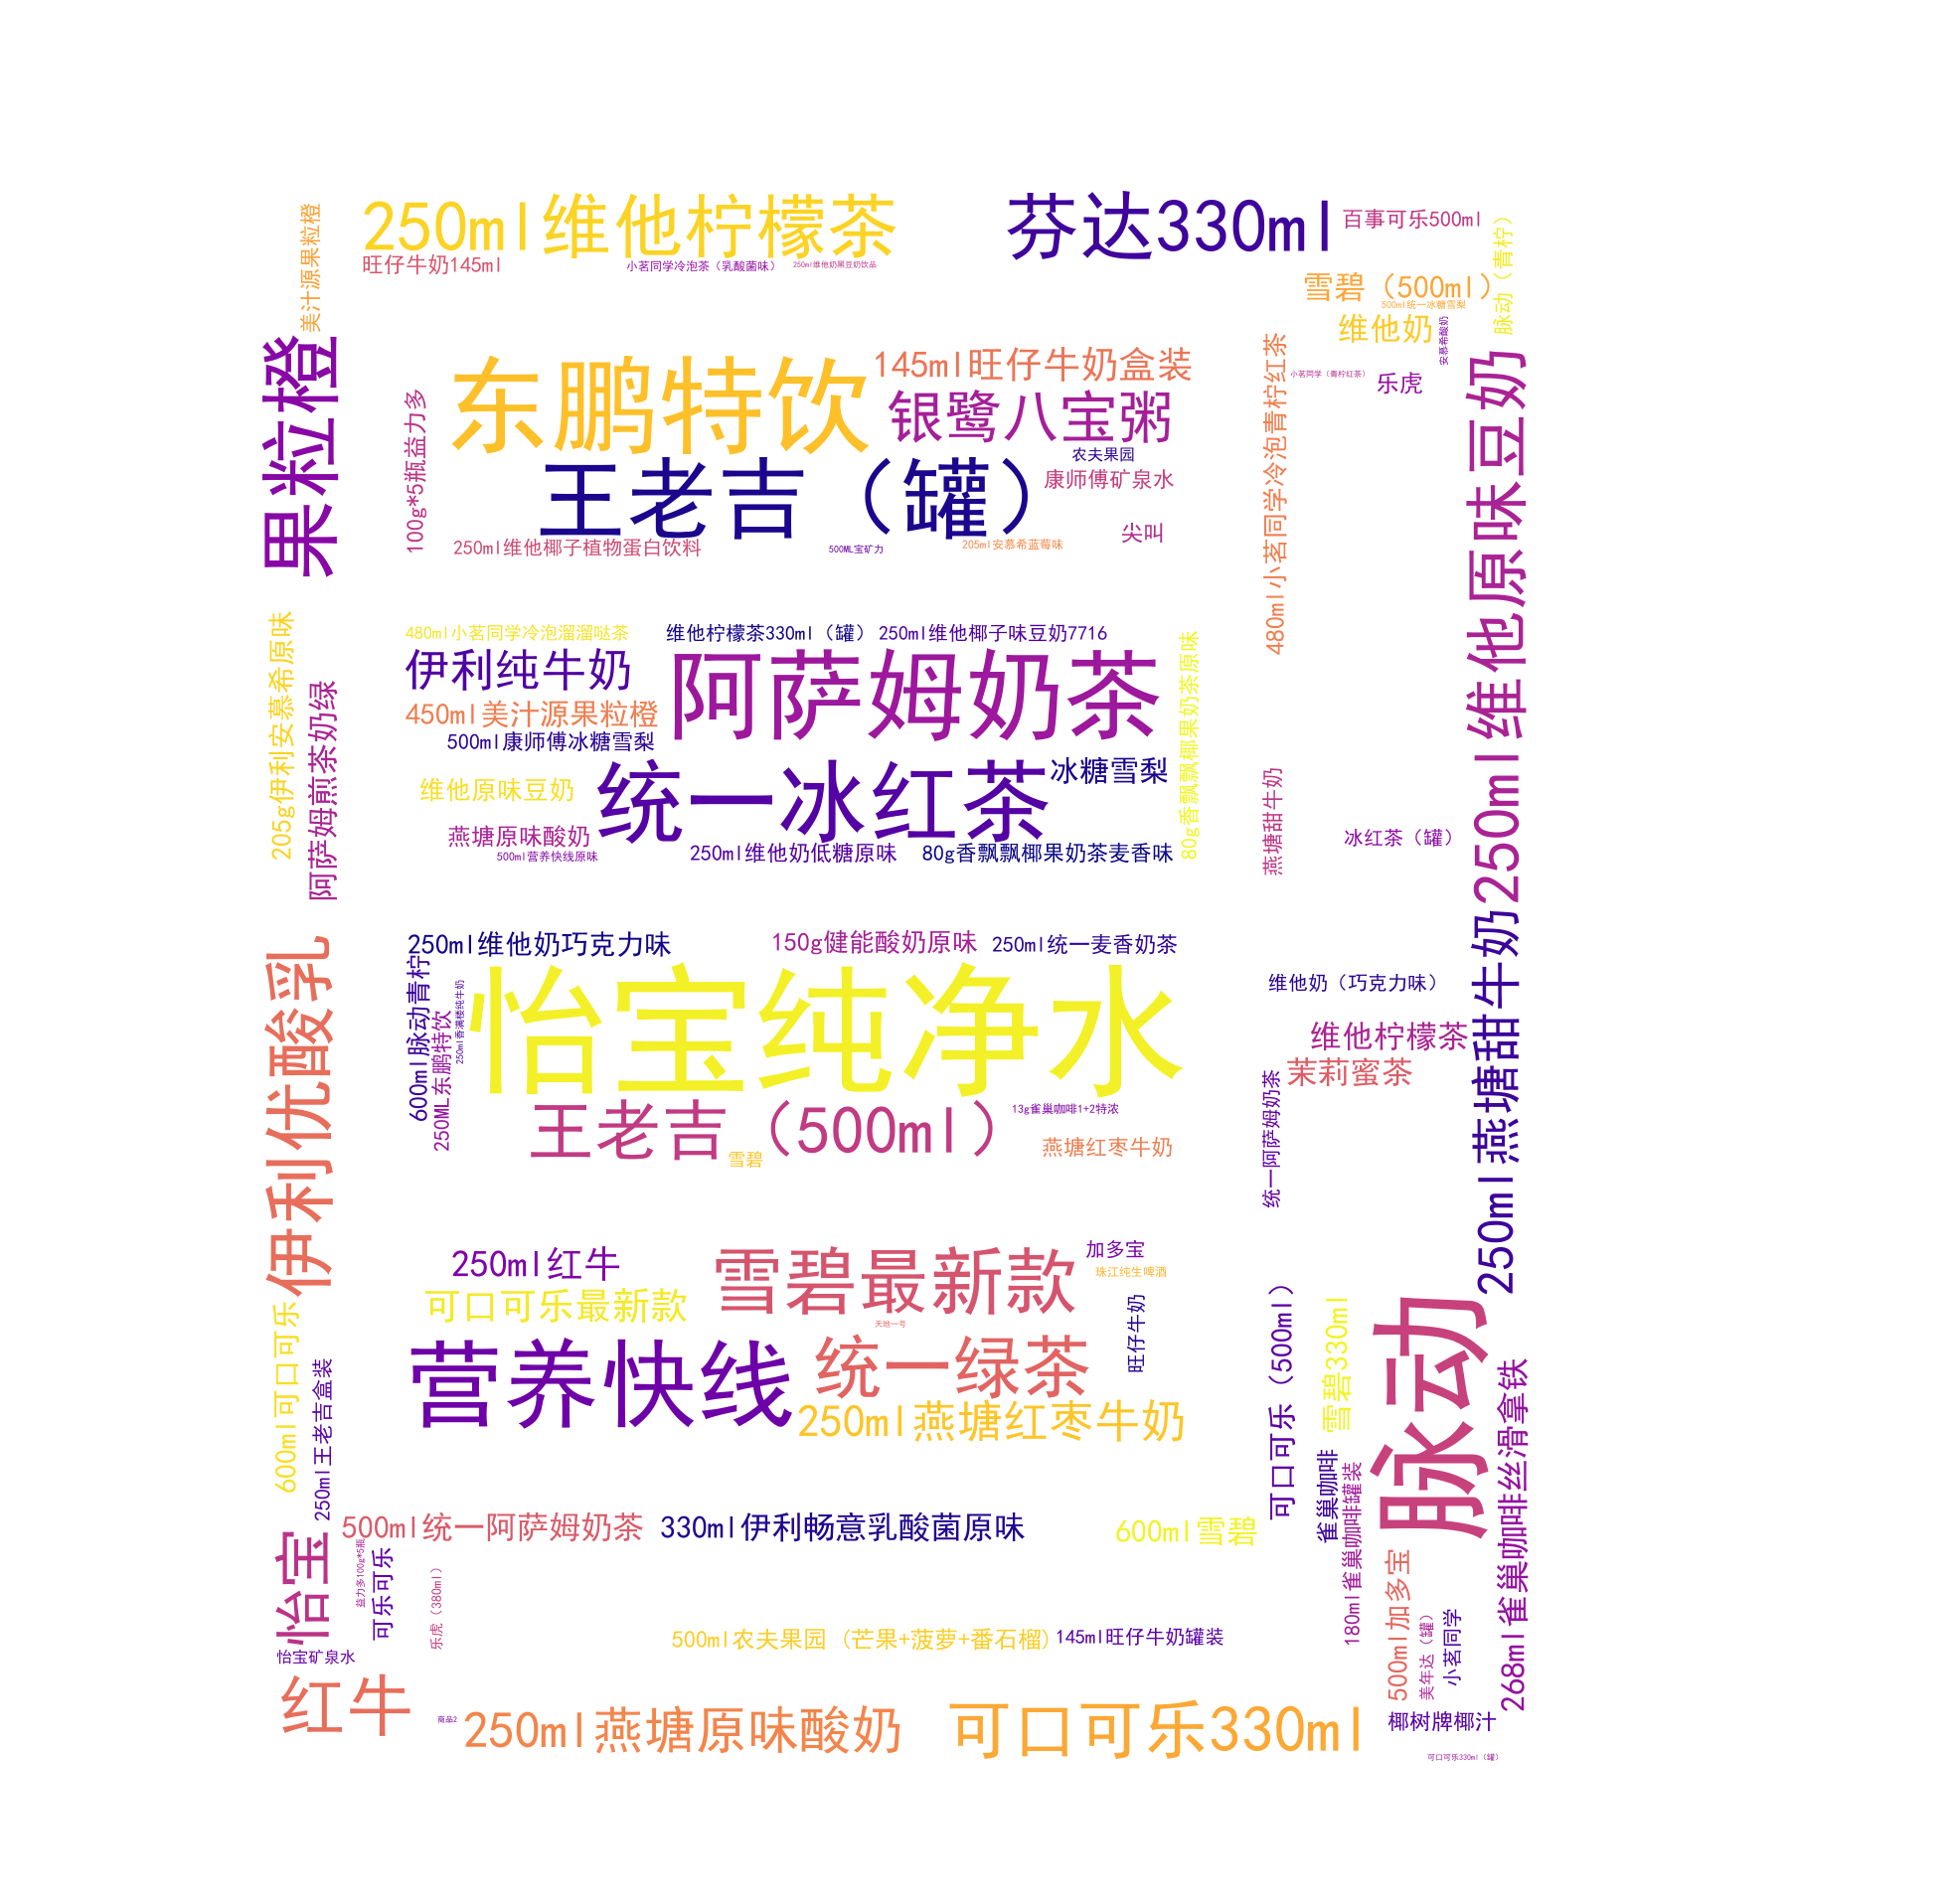 250ml维他柠檬茶
芬达330ml
百事可乐500ml
旺仔牛奶145ml
小茗同学冷泡茶（乳酸菌味）
250ml维他奶黑豆奶饮品
美汁源果粒橙
脉动（青柠）
雪碧（500ml）
500ml统一冰糖雪梨
维他奶
安慕希酸奶
小茗同学（青柠红茶）
乐虎
果粒橙
100g*5瓶益力多
东鹏特饮
145ml旺仔牛奶盒装
银鹭八宝粥
农夫果园
康师傅矿泉水
王老吉（罐）
尖叫
250ml维他椰子植物蛋白饮料
500ML宝矿力
205ml安慕希蓝莓味
480ml小茗同学冷泡青柠红茶
250ml维他原味豆奶
205g伊利安慕希原味
阿萨姆煎茶奶绿
480ml小茗同学冷泡溜溜哒茶
维他柠檬茶330ml（罐）
250ml维他椰子味豆奶7716
伊利纯牛奶
阿萨姆奶茶
450ml美汁源果粒橙
500ml康师傅冰糖雪梨
80g香飘飘椰果奶茶原味
维他原味豆奶
统一冰红茶
冰糖雪梨
燕塘原味酸奶
500ml营养快线原味
250ml维他奶低糖原味
80g香飘飘椰果奶茶麦香味
燕塘甜牛奶
冰红茶（罐）
伊利优酸乳
250ml维他奶巧克力味
150g健能酸奶原味
250ml统一麦香奶茶
600ml脉动青柠
250ML东鹏特饮
250ml香满楼纯牛奶
怡宝纯净水
王老吉（500ml）
13g雀巢咖啡1+2特浓
雪碧
燕塘红枣牛奶
维他奶（巧克力味）
维他柠檬茶
茉莉蜜茶
统一阿萨姆奶茶
250ml燕塘甜牛奶
250ml红牛
雪碧最新款
加多宝
珠江纯生啤酒
可口可乐最新款
天地一号
旺仔牛奶
营养快线
统一绿茶
250ml燕塘红枣牛奶
600ml可口可乐
250ml王老吉盒装
可口可乐（500ml）
雪碧330ml
脉动
雀巢咖啡
180ml雀巢咖啡罐装
268ml雀巢咖啡丝滑拿铁
500ml统一阿萨姆奶茶
330ml伊利畅意乳酸菌原味
600ml雪碧
怡宝
益力多100g*5瓶
可乐可乐
乐虎（380ml）
500ml农夫果园（芒果+菠萝+番石榴）
145ml旺仔牛奶罐装
500ml加多宝
美年达（罐）
小茗同学
怡宝矿泉水
红牛
商品2
250ml燕塘原味酸奶
可口可乐330ml
椰树牌椰汁
可口可乐330ml（罐）